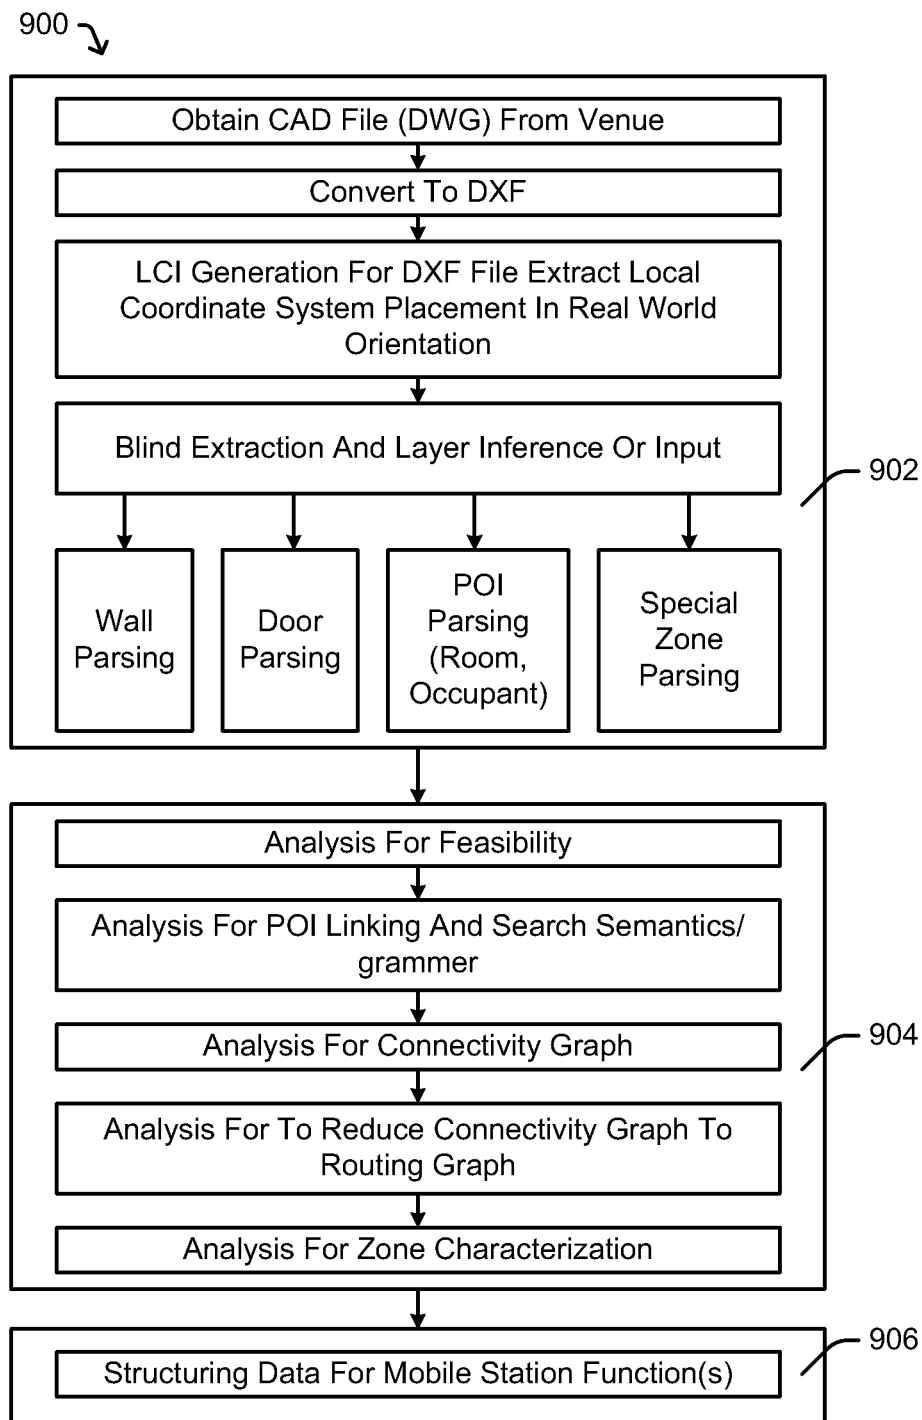 900
Obtain CAD File (DWG) From Venue
Convert To DXF
LCI Generation For DXF File Extract Local
Coordinate System Placement In Real World
Orientation
Blind Extraction And Layer Inference Or Input
902
Wall
Parsing
Door
Parsing
POI
Parsing
(Room,
Occupant)
Special
Zone
Parsing
Analysis For Feasibility
Analysis For POI Linking And Search Semantics/
grammer
Analysis For Connectivity Graph
904
Analysis For To Reduce Connectivity Graph To
Routing Graph
Analysis For Zone Characterization
906
Structuring Data For Mobile Station Function(s)